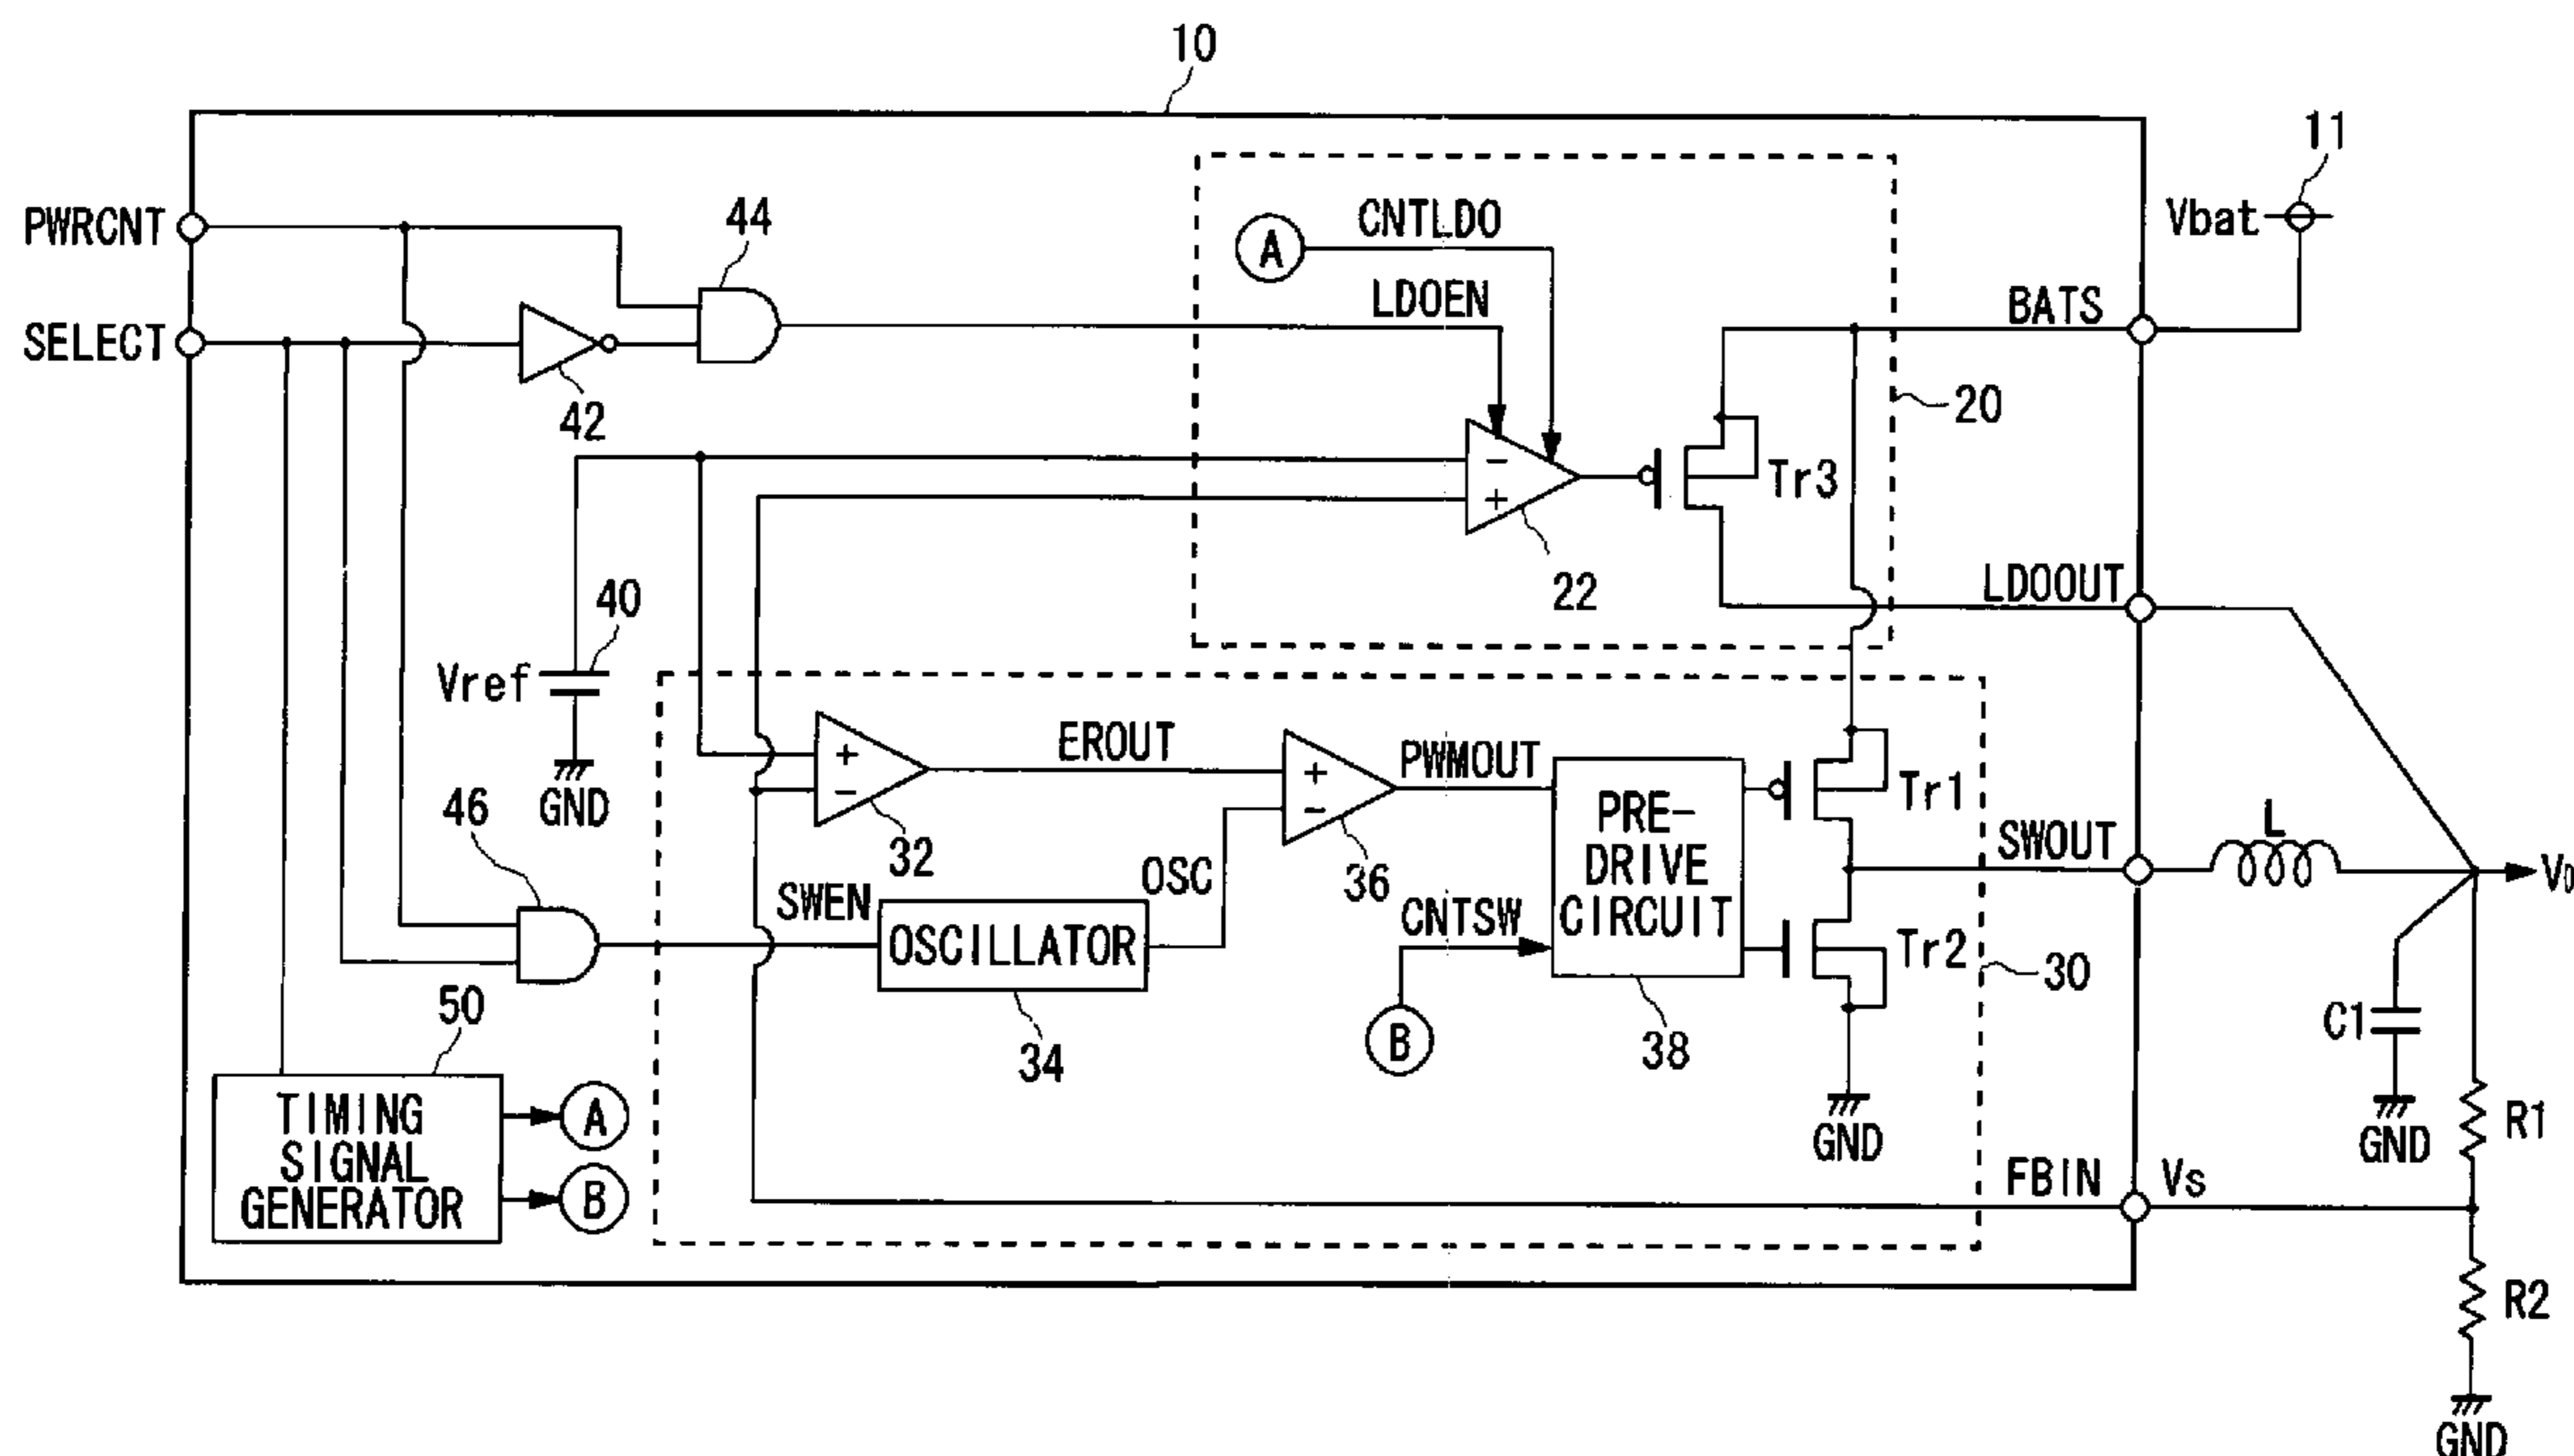 10
11
PWRCNT
44
A
CNTLDO
Vbat
LDOEN
BATS
SELECT
42
20
−
+
Tr3
22
LDOOUT
40
Vref
GND
+
−
EROUT
+
−
PWMOUT
PRE-
DRIVE
CIRCUIT
Tr1
L
SWOUT
46
32
36
OSC
SWEN
CNTSW
OSCILLATOR
Tr2
30
50
34
B
38
C1
GND
GND
R1
TIMING
SIGNAL
GENERATOR
A
B
FBIN
Vs
R2
GND